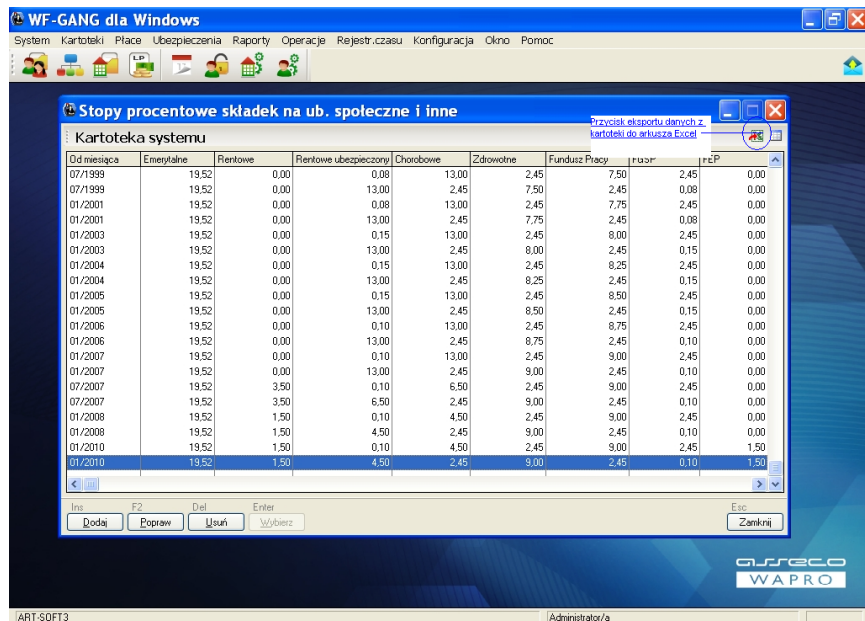 WF-GANG dla Windows
System Kartoteki Płace Ubezpieczenia Raporty Operacje Rejestr.czasu Konfiguracja Okno Pomoc
LP
Stopy procentowe składek na ub. społeczne i inne
Przycisk eksportu danych z
kartoteki do arkusza Excel
Kartoteka systemu
Od miesiąca Emerytalne Rentowe Rentowe ubezpieczony Chorobowe Zdrowotne Fundusz Pracy FGSP FEP
07/1999 19,52 0,00 0,08 13,00 2,45 7,50 2,45 0,00
07/1999 19,52 0,00 13,00 2,45 7,50 2,45 0,08 0,00
01/2001 19,52 0,00 0,08 13,00 2,45 7,75 2,45 0,00
01/2001 19,52 0,00 13,00 2,45 7,75 2,45 0,08 0,00
01/2003 19,52 0,00 0,15 13,00 2,45 8,00 2,45 0,00
01/2003 19,52 0,00 13,00 2,45 8,00 2,45 0,15 0,00
01/2004 19,52 0,00 0,15 13,00 2,45 8,25 2,45 0,00
01/2004 19,52 0,00 13,00 2,45 8,25 2,45 0,15 0,00
01/2005 19,52 0,00 0,15 13,00 2,45 8,50 2,45 0,00
01/2005 19,52 0,00 13,00 2,45 8,50 2,45 0,15 0,00
01/2006 19,52 0,00 0,10 13,00 2,45 8,75 2,45 0,00
01/2006 19,52 0,00 13,00 2,45 8,75 2,45 0,10 0,00
01/2007 19,52 0,00 0,10 13,00 2,45 9,00 2,45 0,00
01/2007 19,52 0,00 13,00 2,45 9,00 2,45 0,10 0,00
07/2007 19,52 3,50 0,10 6,50 2,45 9,00 2,45 0,00
07/2007 19,52 3,50 6,50 2,45 9,00 2,45 0,10 0,00
01/2008 19,52 1,50 0,10 4,50 2,45 9,00 2,45 0,00
01/2008 19,52 1,50 4,50 2,45 9,00 2,45 0,10 0,00
01/2010 19,52 1,50 0,10 4,50 2,45 9,00 2,45 1,50
01/2010 19,52 1,50 4,50 2,45 9,00 2,45 0,10 1,50
Ins F2 Del Enter Esc
Dodaj Popraw Usuń Wybierz Zamknij
asseco
WAPRO
ART-SOFT3 Administrator/a